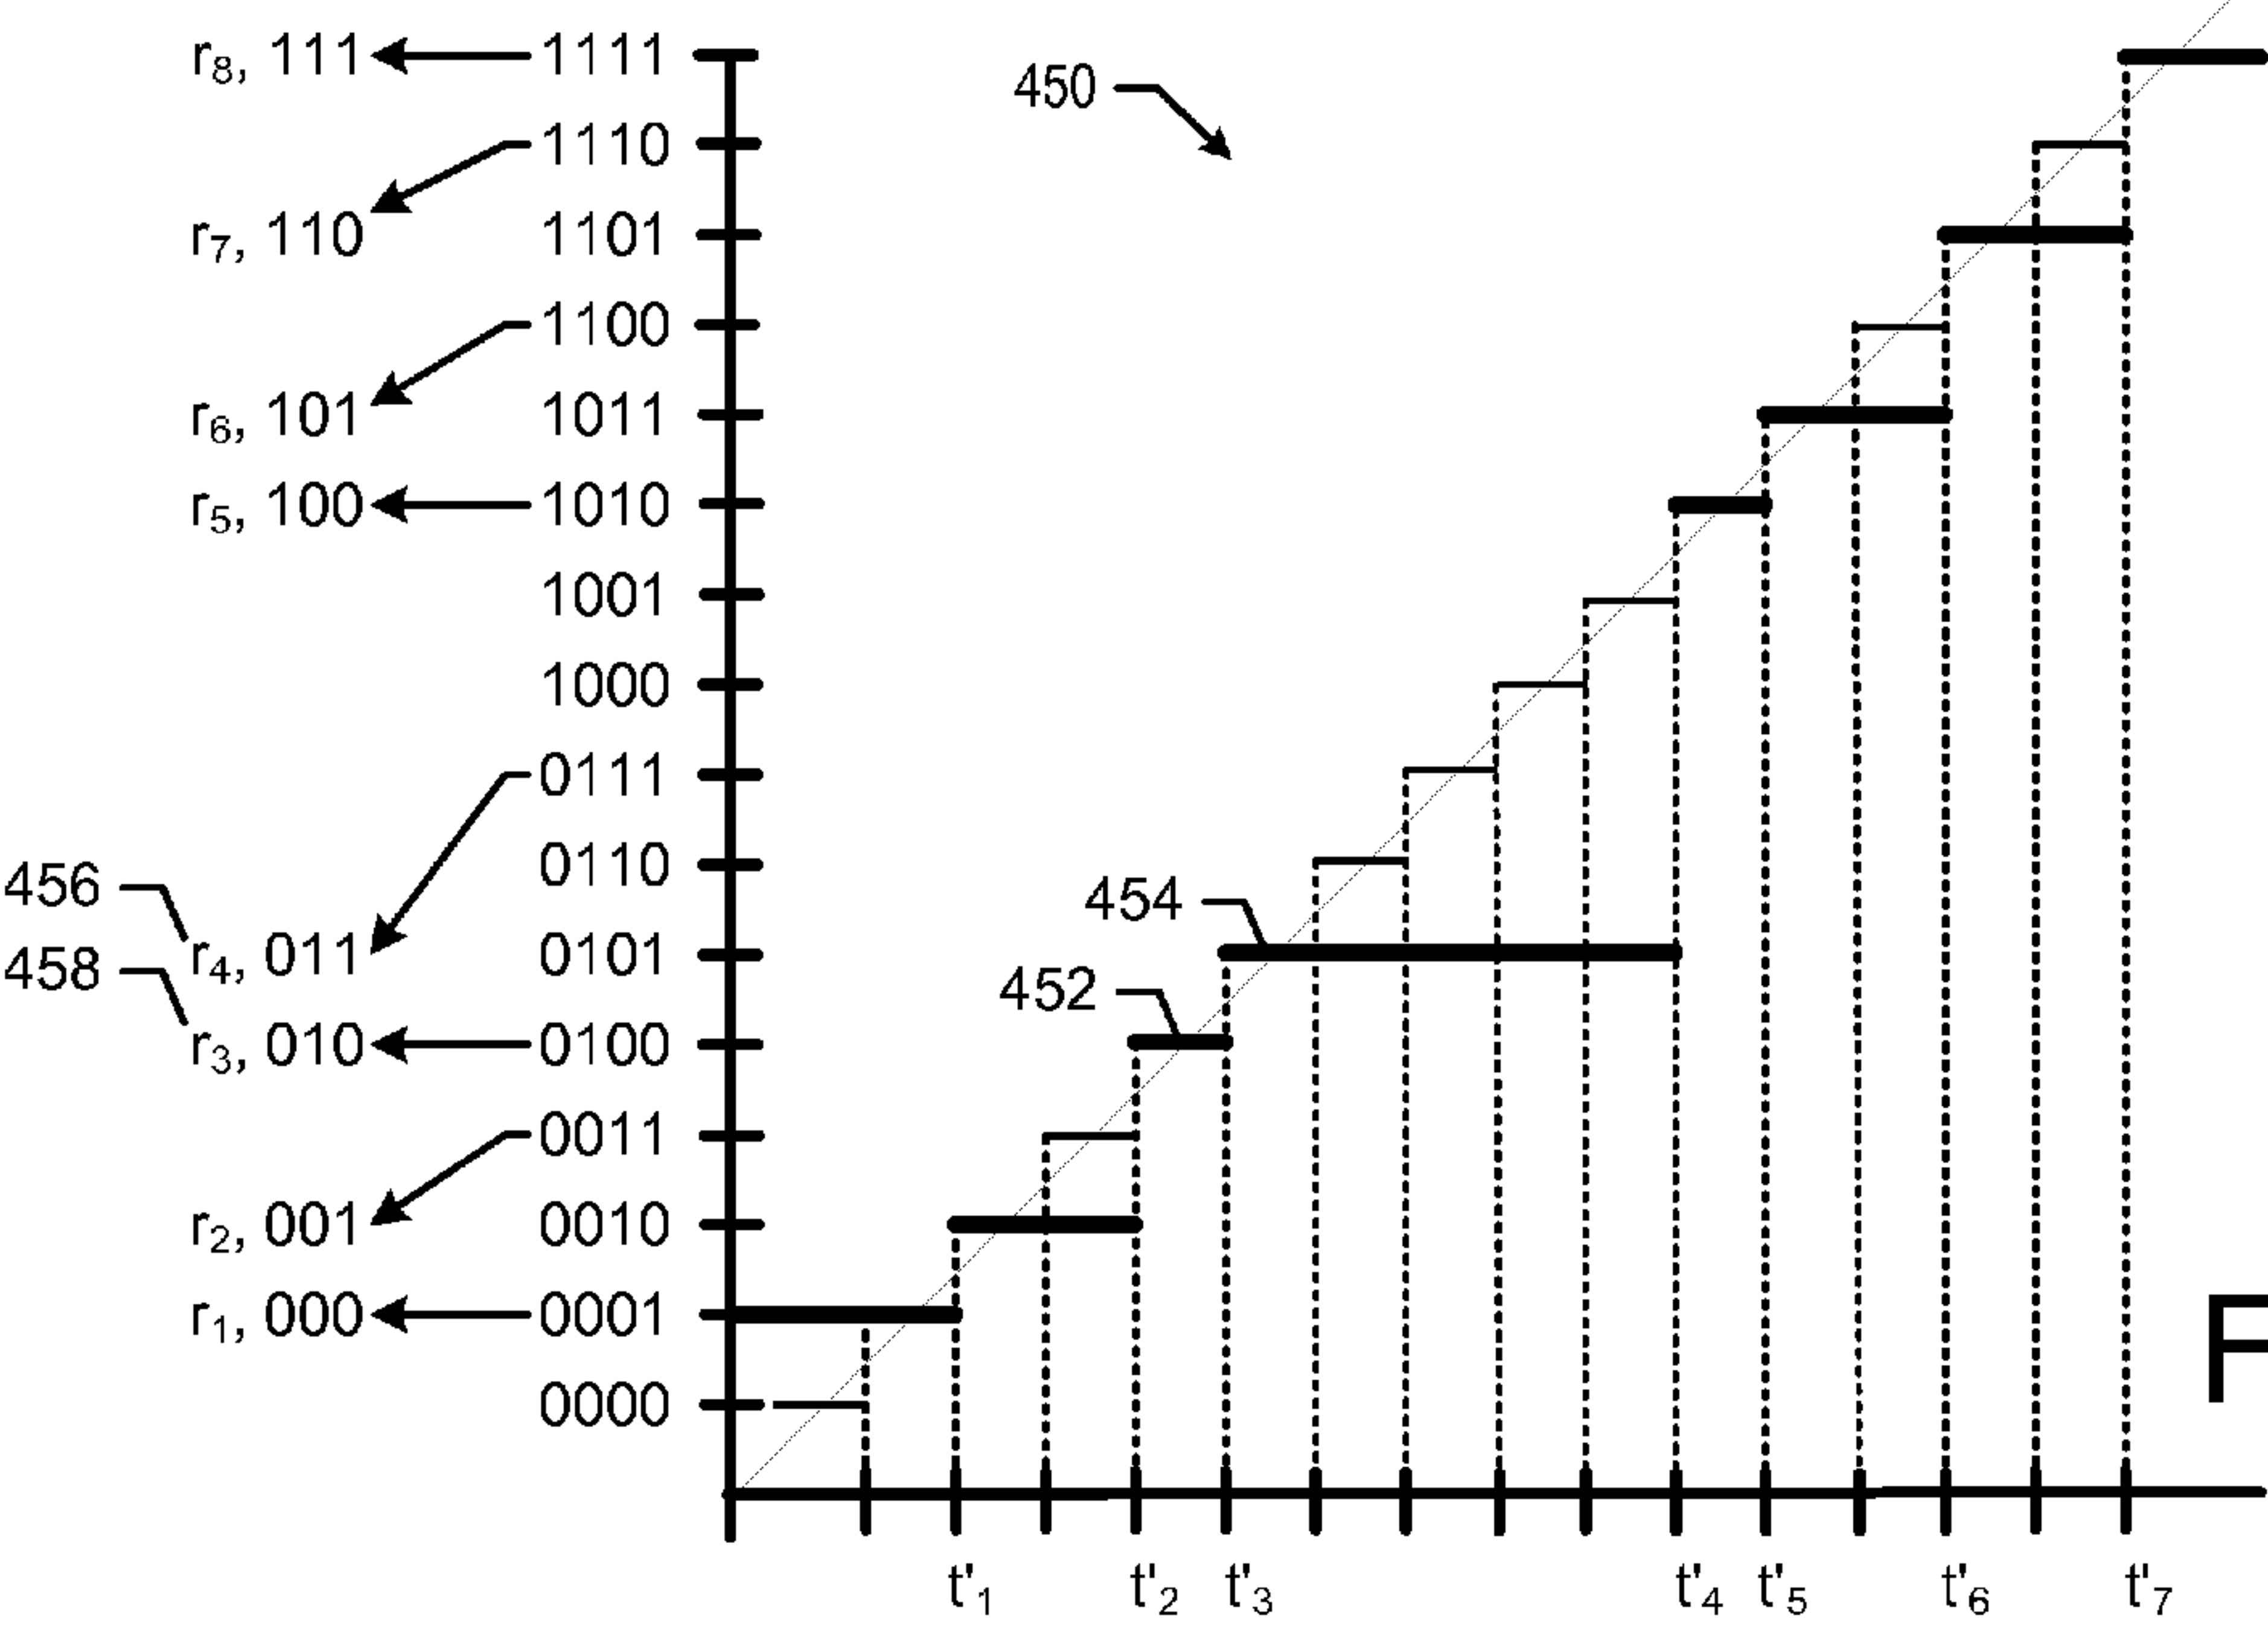 r8, 111 1111
450
1110
r7, 110 1101
1100
r6, 101 1011
r5, 100 1010
1001
1000
0111
456 0110
454
r4, 011 0101
458 452
r3, 010 0100
0011
r2, 001 0010
r1, 000 0001
F
0000
t'1 t'2 t'3 t'4 t'5 t'6 t'7